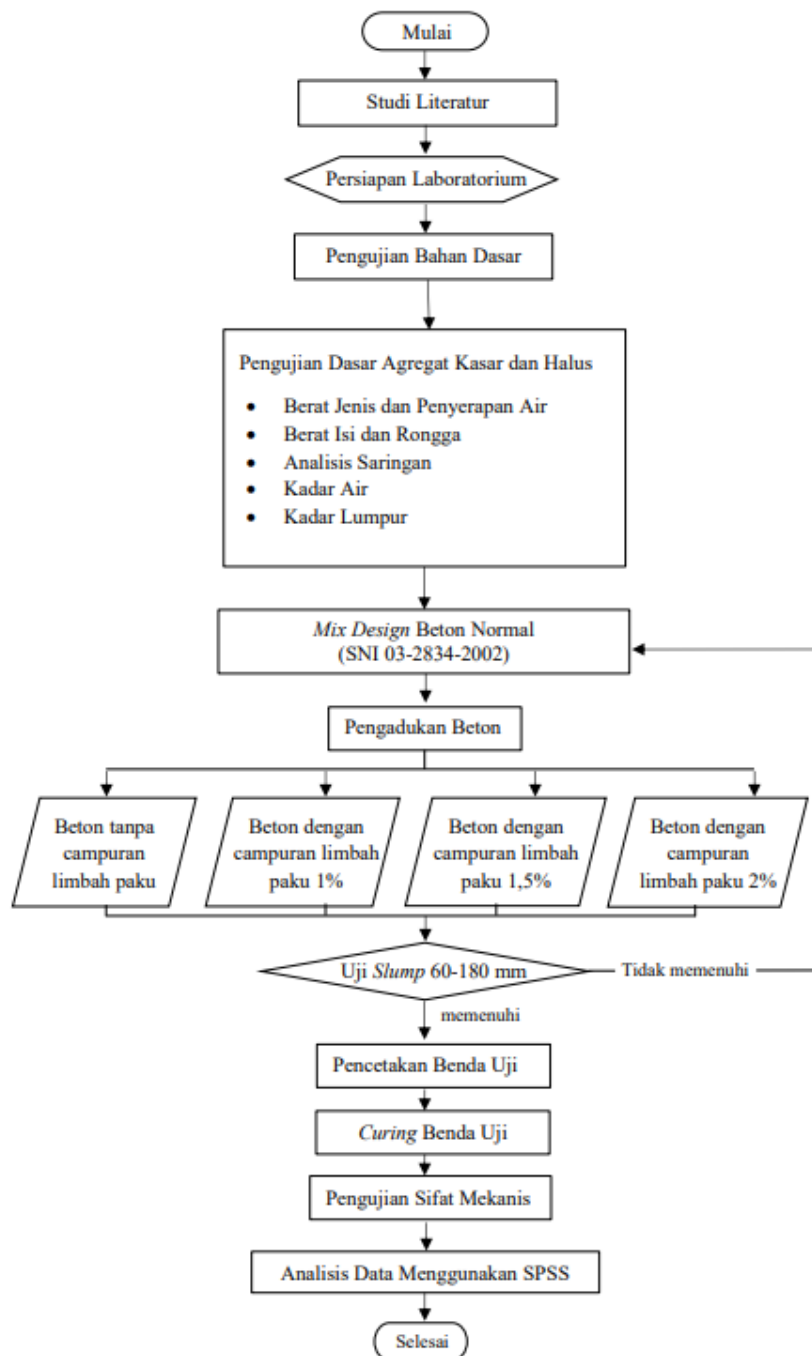 Mulai
Studi Literatur
Persiapan Laboratorium
Pengujian Bahan Dasar
Pengujian Dasar Agregat Kasar dan Halus
• Berat Jenis dan Penyerapan Air
• Berat Isi dan Rongga
• Analisis Saringan
• Kadar Air
• Kadar Lumpur
Mix Design Beton Normal
(SNI 03-2834-2002)
Pengadukan Beton
Beton tanpa
campuran
limbah paku
Beton dengan
campuran limbah
paku 1%
Beton dengan
campuran limbah
paku 1,5%
Beton dengan
campuran
limbah paku 2%
Uji Slump 60-180 mm
Tidak memenuhi
memenuhi
Pencetakan Benda Uji
Curing Benda Uji
Pengujian Sifat Mekanis
Analisis Data Menggunakan SPSS
Selesai